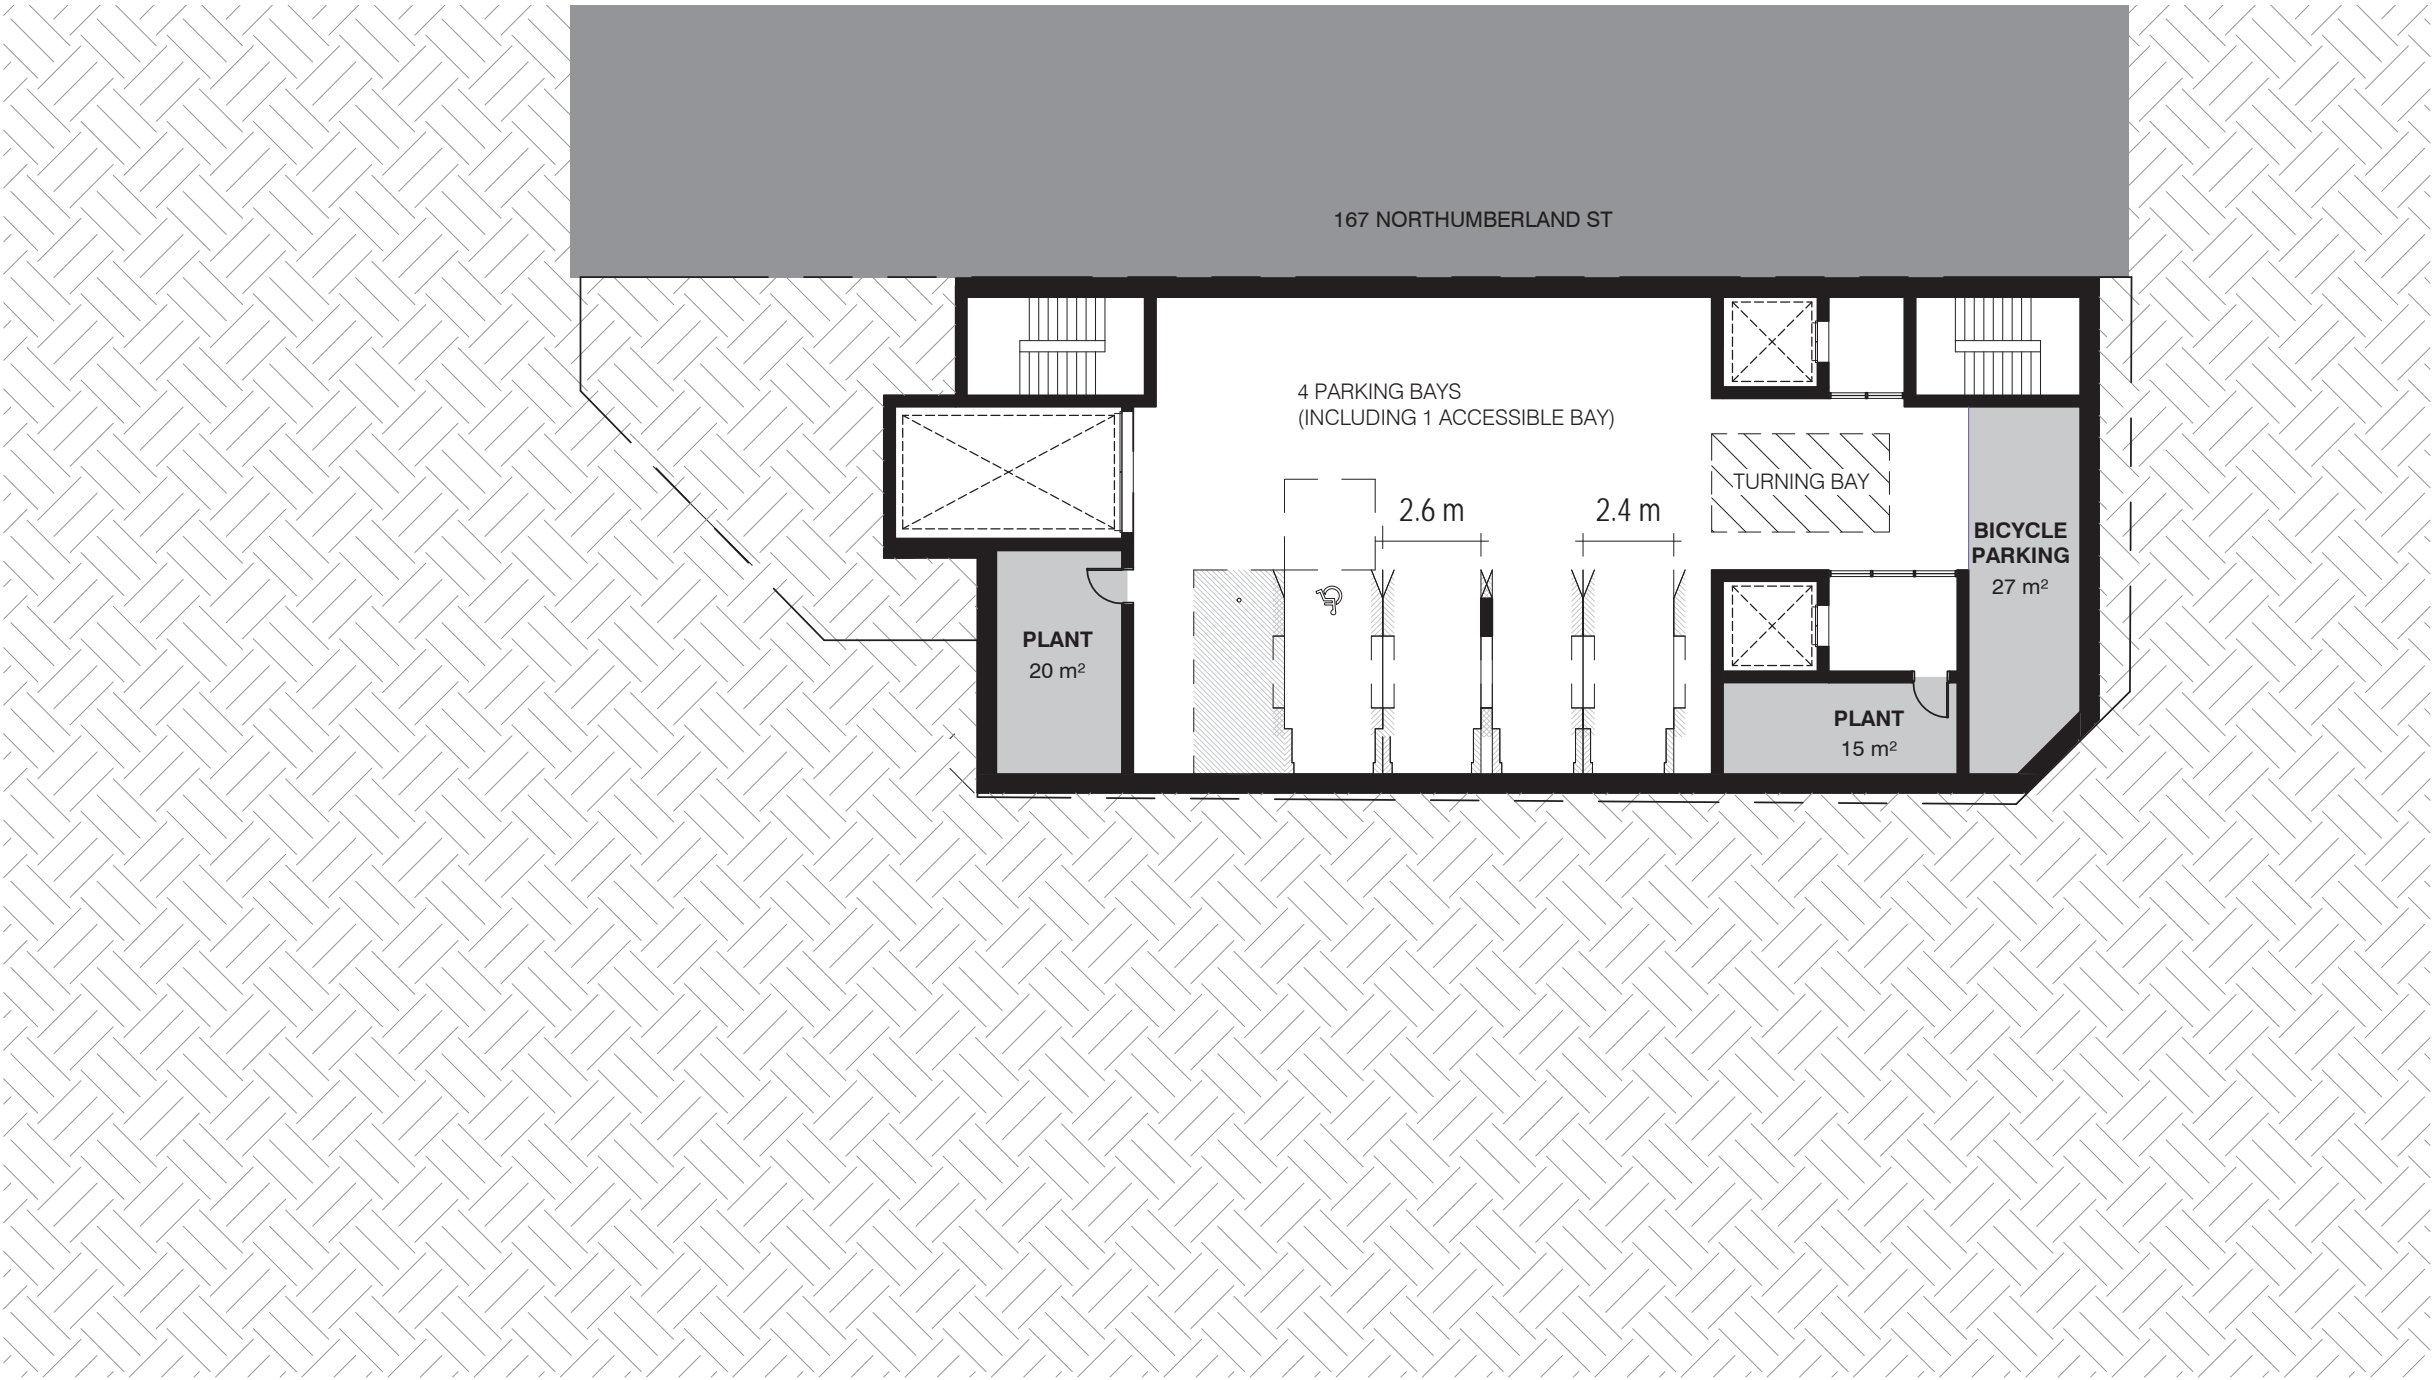 167 NORTHUMBERLAND ST
4 PARKING BAYS
(INCLUDING 1 ACCESSIBLE BAY)
TURNING BAY
2.6 m
2.4 m
BICYCLE
PARKING
27 m²
PLANT
20 m²
PLANT
15 m²